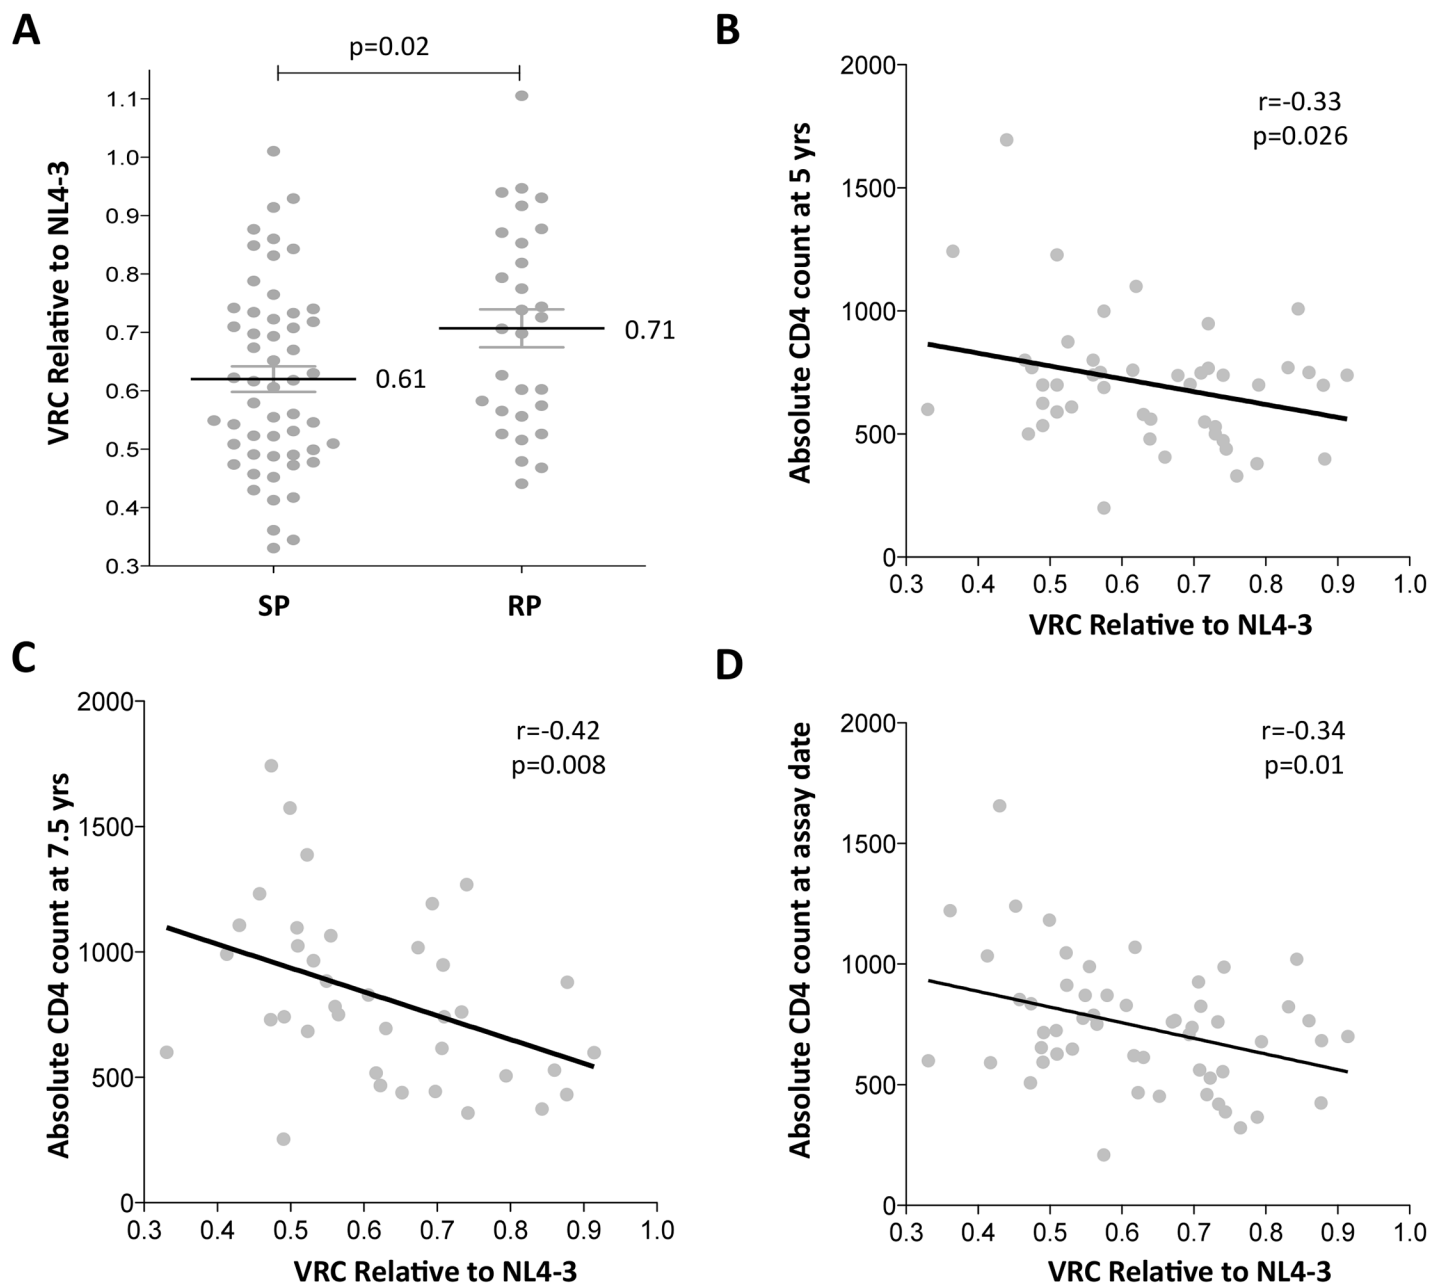 A
p=0.02
VRC Relative to NL4-3
1.1
1.0
0.9
0.8
0.7
0.6
0.5
0.4
0.3
0.61
0.71
SP
RP
B
r=-0.33
p=0.026
Absolute CD4 count at 5 yrs
2000
1500
1000
500
0
0.3 0.4 0.5 0.6 0.7 0.8 0.9 1.0
VRC Relative to NL4-3
C
r=-0.42
p=0.008
Absolute CD4 count at 7.5 yrs
2000
1500
1000
500
0
0.3 0.4 0.5 0.6 0.7 0.8 0.9 1.0
VRC Relative to NL4-3
D
r=-0.34
p=0.01
Absolute CD4 count at assay date
2000
1500
1000
500
0
0.3 0.4 0.5 0.6 0.7 0.8 0.9 1.0
VRC Relative to NL4-3